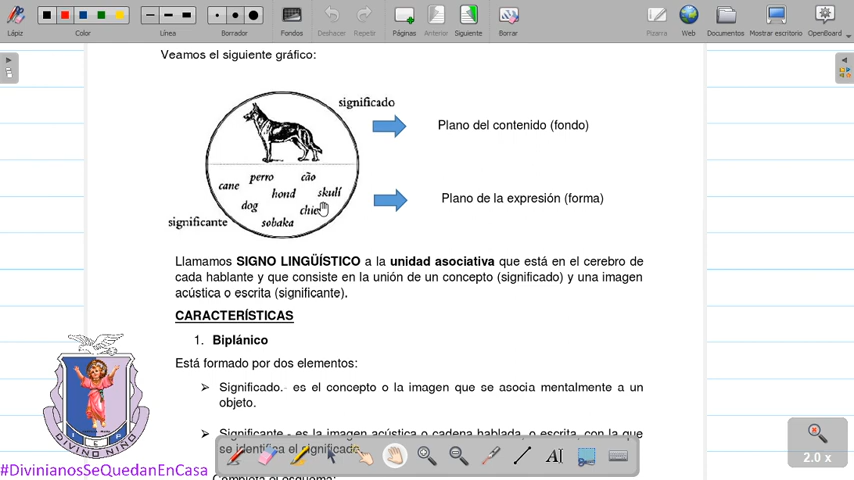 Lápiz
Color
Línea
Borrador
Fondos
Deshacer
Repetir
Páginas
Anterior
Siguiente
Borrar
Pizarra
Web
Documentos
Mostrar escritorio
OpenBoard
Veamos el siguiente gráfico:
significado
Plano del contenido (fondo)
perro
cão
cane
hond
skulí
dog
sobaka
significante
Plano de la expresión (forma)
Llamamos SIGNO LINGÜÍSTICO a la unidad asociativa que está en el cerebro de
cada hablante y que consiste en la unión de un concepto (significado) y una imagen
acústica o escrita (significante).
CARACTERÍSTICAS
1. Biplánico
Está formado por dos elementos:
Significado.- es el concepto o la imagen que se asocia mentalmente a un
objeto.
Significante.- es la imagen acústica o cadena hablada, o escrita, con la que
se identifica el significado.
Completa el esquema:
DIVINO NIÑO
#DivinianosSeQuedanEnCasa
2.0 x